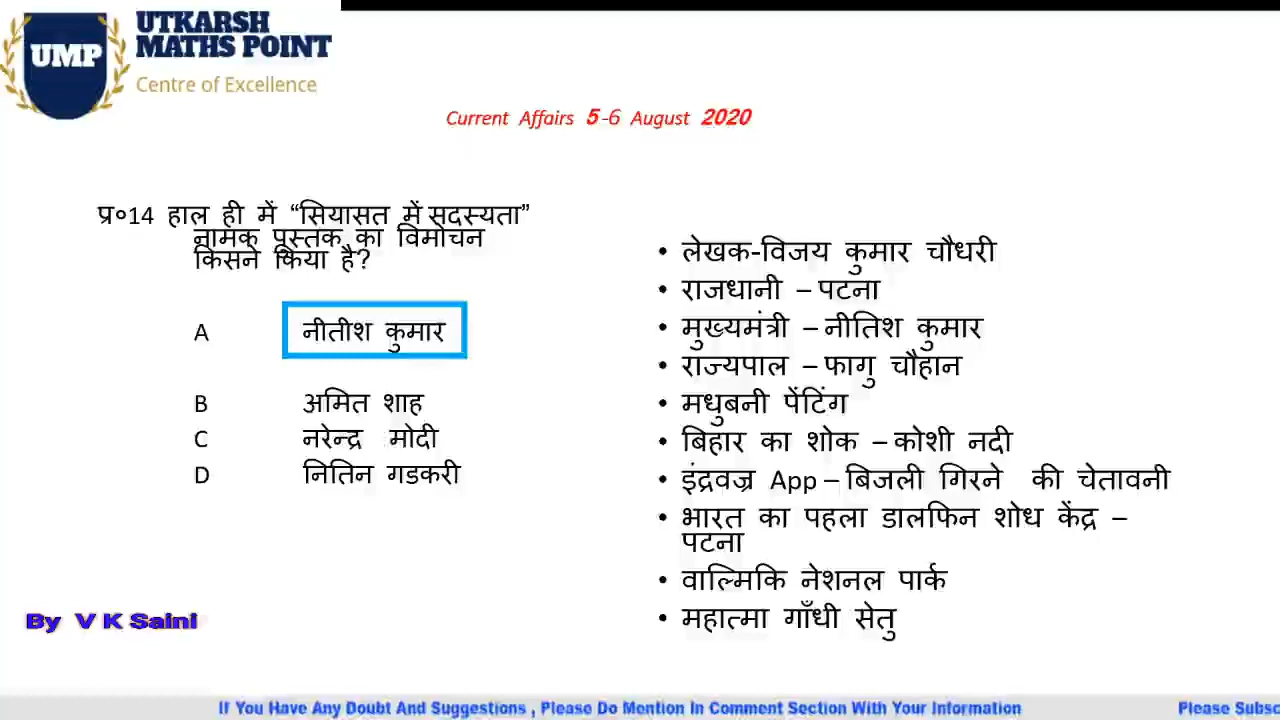 UTKARSH
MATHS POINT
UMP
Centre of Excellence
Current Affairs 5-6 August 2020
प्र०14 हाल ही में “सियासत में सदस्यता”
नामक पुस्तक का विमोचन
किसने किया है?
A नीतीश कुमार
B अमित शाह
C नरेन्द्र मोदी
D नितिन गडकरी
• लेखक-विजय कुमार चौधरी
• राजधानी – पटना
• मुख्यमंत्री – नीतिश कुमार
• राज्यपाल – फागु चौहान
• मधुबनी पेंटिंग
• बिहार का शोक – कोशी नदी
• इंद्रवज्र App – बिजली गिरने की चेतावनी
• भारत का पहला डालफिन शोध केंद्र –
पटना
• वाल्मिकि नेशनल पार्क
• महात्मा गाँधी सेतु
By V K Saini
If You Have Any Doubt And Suggestions , Please Do Mention In Comment Section With Your Information Please Subsc